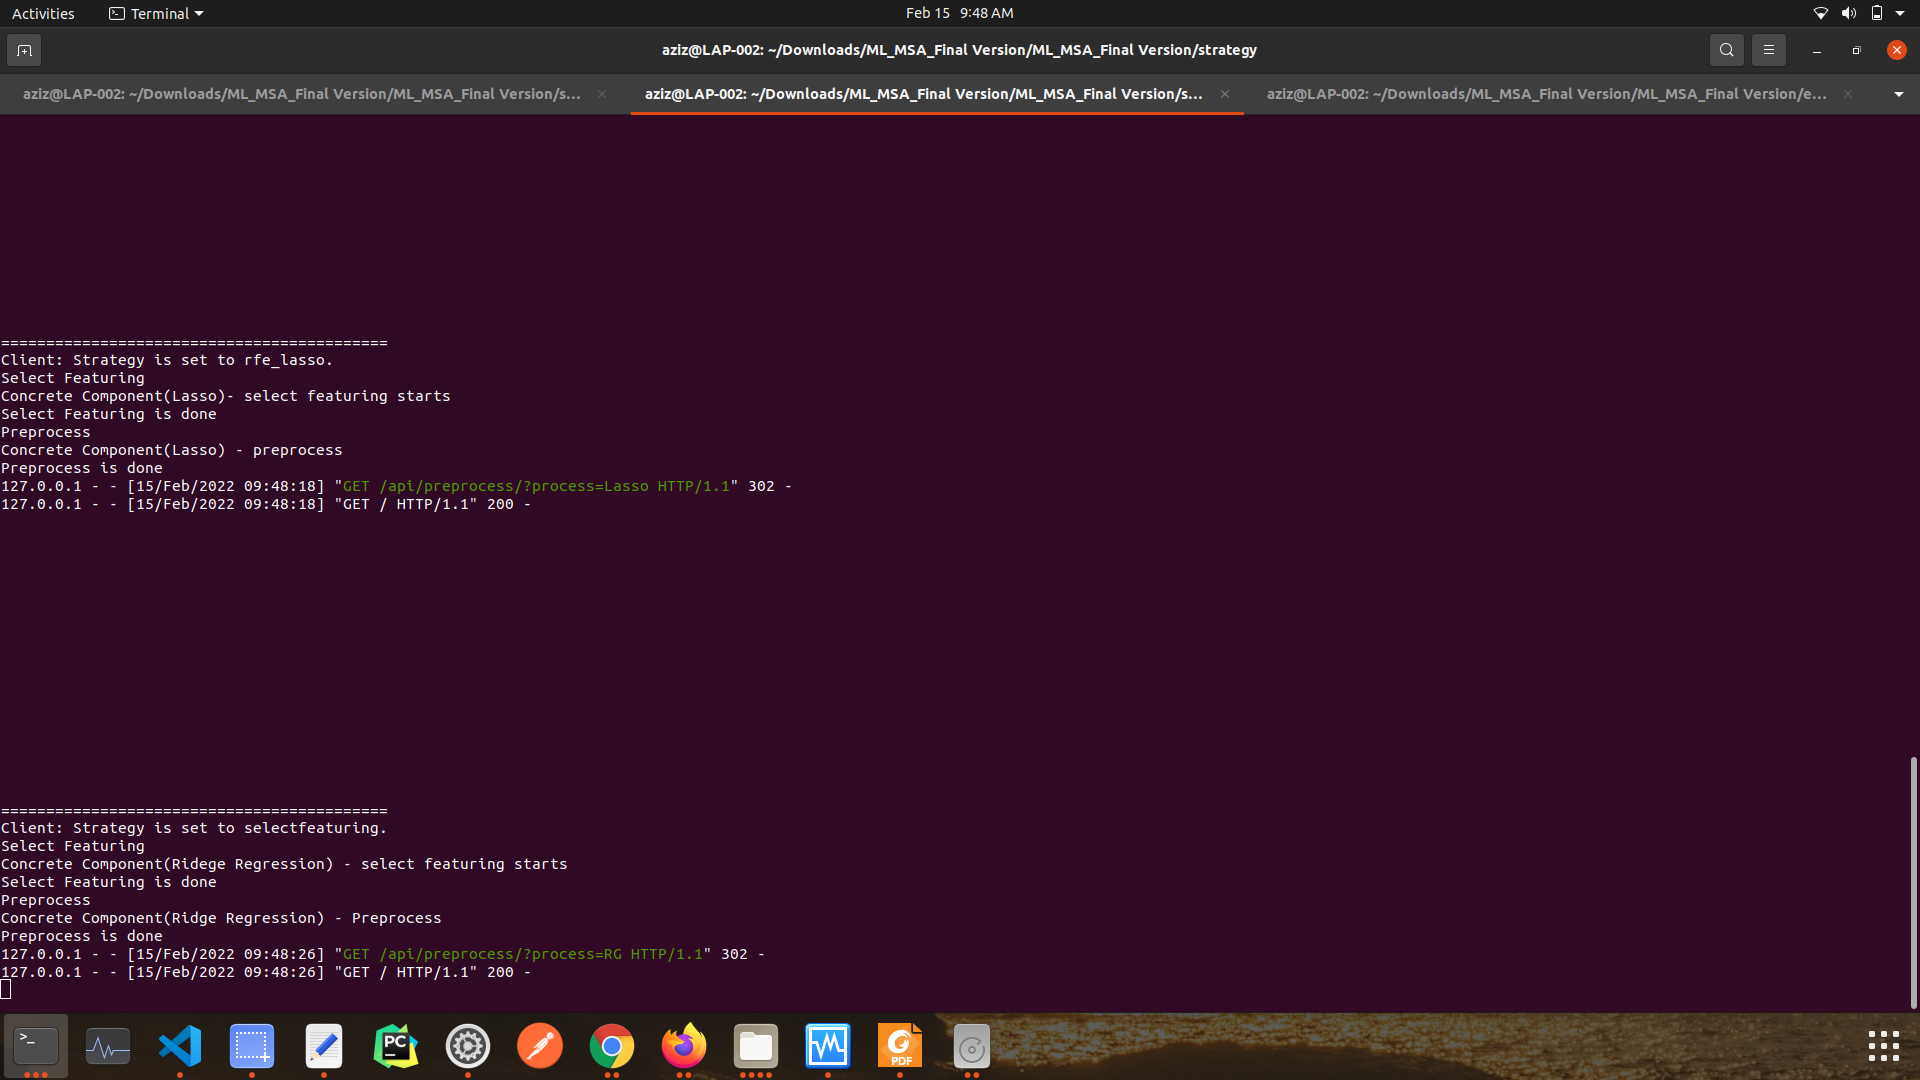 Activities
Terminal
Feb 15 9:48 AM
aziz@LAP-002: ~/Downloads/ML_MSA_Final Version/ML_MSA_Final Version/strategy
aziz@LAP-002: ~/Downloads/ML_MSA_Final Version/ML_MSA_Final Version/s...
aziz@LAP-002: ~/Downloads/ML_MSA_Final Version/ML_MSA_Final Version/s...
aziz@LAP-002: ~/Downloads/ML_MSA_Final Version/ML_MSA_Final Version/e...
===========================================
Client: Strategy is set to rfe_lasso.
Select Featuring
Concrete Component(Lasso)- select featuring starts
Select Featuring is done
Preprocess
Concrete Component(Lasso) - preprocess
Preprocess is done
127.0.0.1 - - [15/Feb/2022 09:48:18] "GET /api/preprocess/?process=Lasso HTTP/1.1" 302 -
127.0.0.1 - - [15/Feb/2022 09:48:18] "GET / HTTP/1.1" 200 -
===========================================
Client: Strategy is set to selectfeaturing.
Select Featuring
Concrete Component(Ridege Regression) - select featuring starts
Select Featuring is done
Preprocess
Concrete Component(Ridge Regression) - Preprocess
Preprocess is done
127.0.0.1 - - [15/Feb/2022 09:48:26] "GET /api/preprocess/?process=RG HTTP/1.1" 302 -
127.0.0.1 - - [15/Feb/2022 09:48:26] "GET / HTTP/1.1" 200 -
>_
PC
PDF